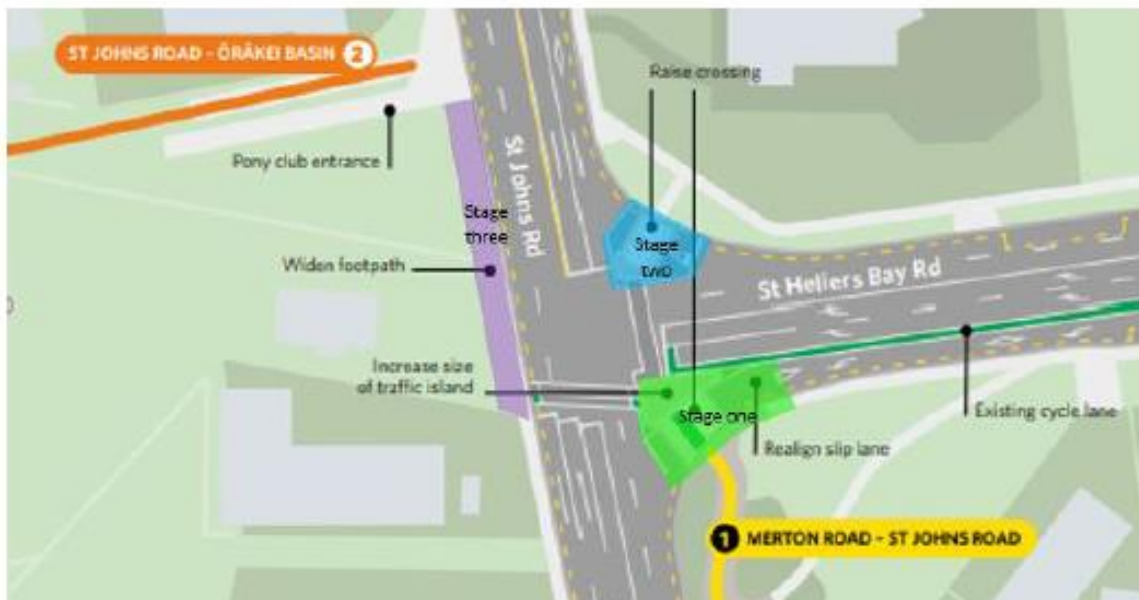 ST JOHNS ROAD - ŌRĀKEI BASIN 2
Raise crossing
Pony club entrance
St Johns Rd
Stage
three
Stage
two
Widen footpath
St Heliers Bay Rd
Increase size
of traffic island
Stage one
Existing cycle lane
Realign slip lane
1 MERTON ROAD - ST JOHNS ROAD